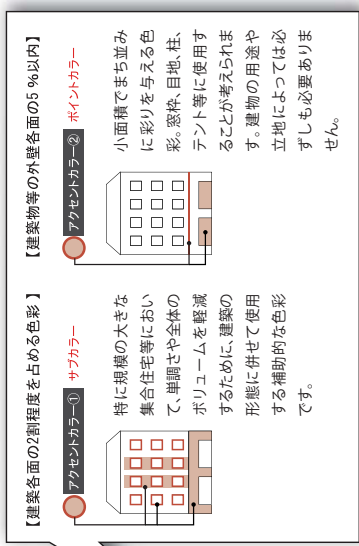 【建築各面の2割程度を占める色彩 】
アクセントカラー① サブカラー
特に規模の大きな
集合住宅等におい
て、単調さや全体の
ボリュームを軽減
するために、建築の
形態に併せて使用
する補助的な色彩
です。
【建築物等の外壁各面の5 %以内】
アクセントカラー② ポイントカラー
小面積でまち並み
に彩りを与える色
彩。窓枠、目地、柱、
テント等に使用す
ることが考えられま
す。建物の用途や
立地によっては必
ずしも必要ありま
せん。